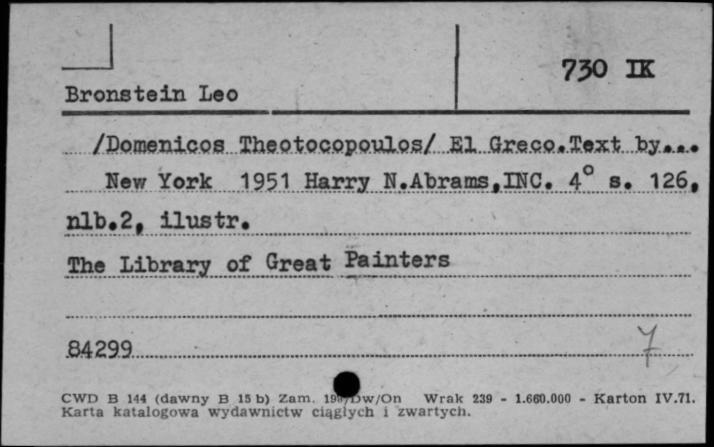 730 IK
Bronstein Leo
/Domenicos Theotocopoulos/ El Greco.Text by...
New York 1951 Harry N.Abrams,INC. 4° s. 126,
nlb.2, ilustr.
The Library of Great Painters
84299
7
CWD B 144 (dawny B 15 b) Zam. Dw/On Wrak 239 - 1.660.000 - Karton IV.71.
Karta katalogowa wydawnictw ciągłych i zwartych.